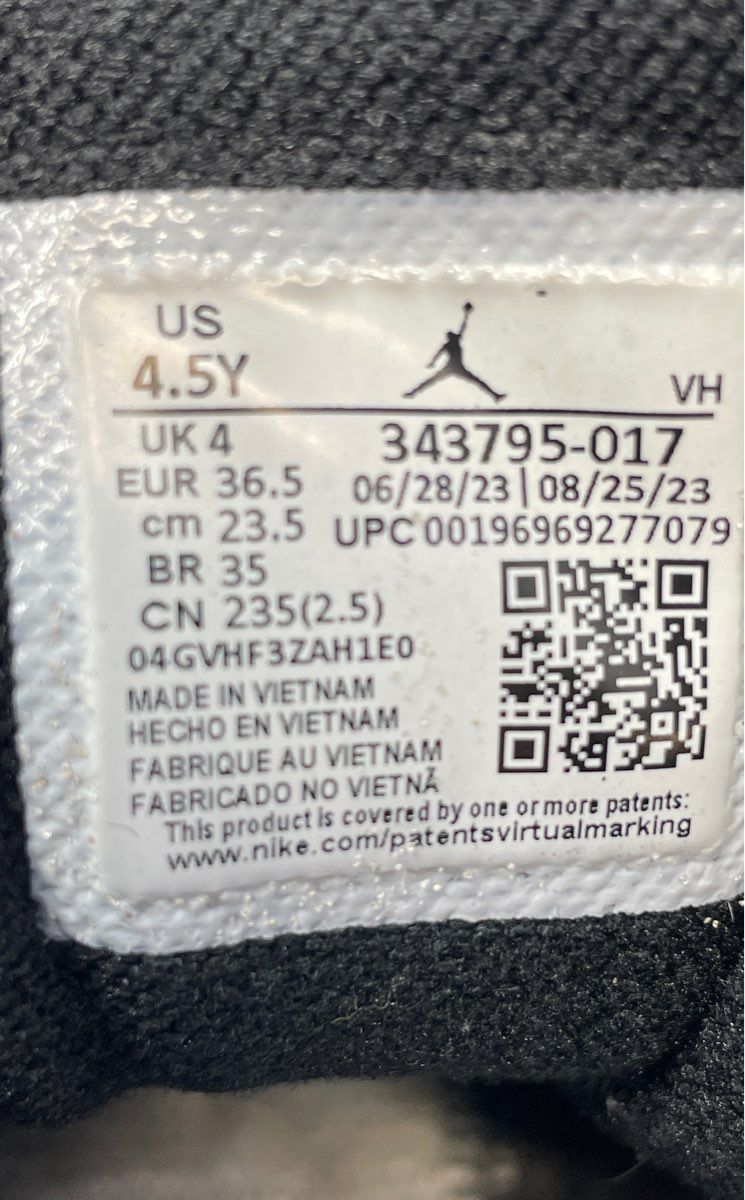 US
4.5Y
VH
UK 4
343795-017
EUR 36.5
06/28/23 | 08/25/23
cm 23.5
UPC 00196969277079
BR 35
CN 235(2.5)
04GVHF3ZAH1E0
MADE IN VIETNAM
HECHO EN VIETNAM
FABRIQUE AU VIETNAM
FABRICADO NO VIETNÃ
This product is covered by one or more patents:
www.nike.com/patentsvirtualmarking